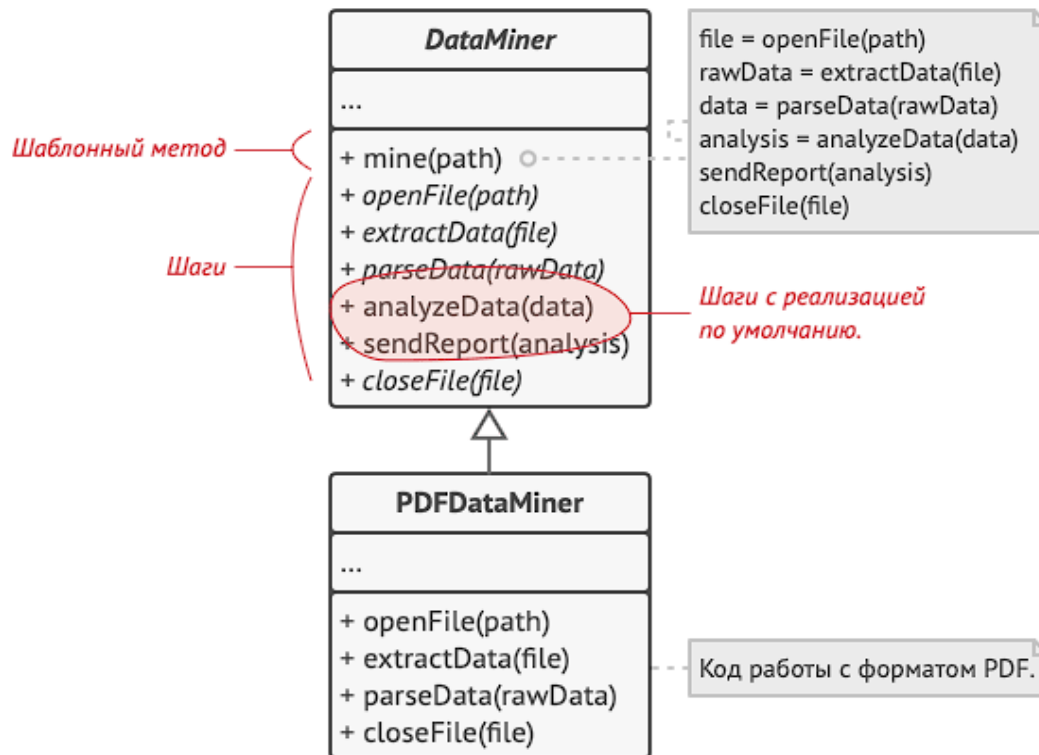 DataMiner
...
Шаблонный метод
+ mine(path)
+ openFile(path)
+ extractData(file)
+ parseData(rawData)
+ analyzeData(data)
+ sendReport(analysis)
+ closeFile(file)
Шаги
file = openFile(path)
rawData = extractData(file)
data = parseData(rawData)
analysis = analyzeData(data)
sendReport(analysis)
closeFile(file)
Шаги с реализацией
по умолчанию.
PDFDataMiner
...
+ openFile(path)
+ extractData(file)
+ parseData(rawData)
+ closeFile(file)
Код работы с форматом PDF.